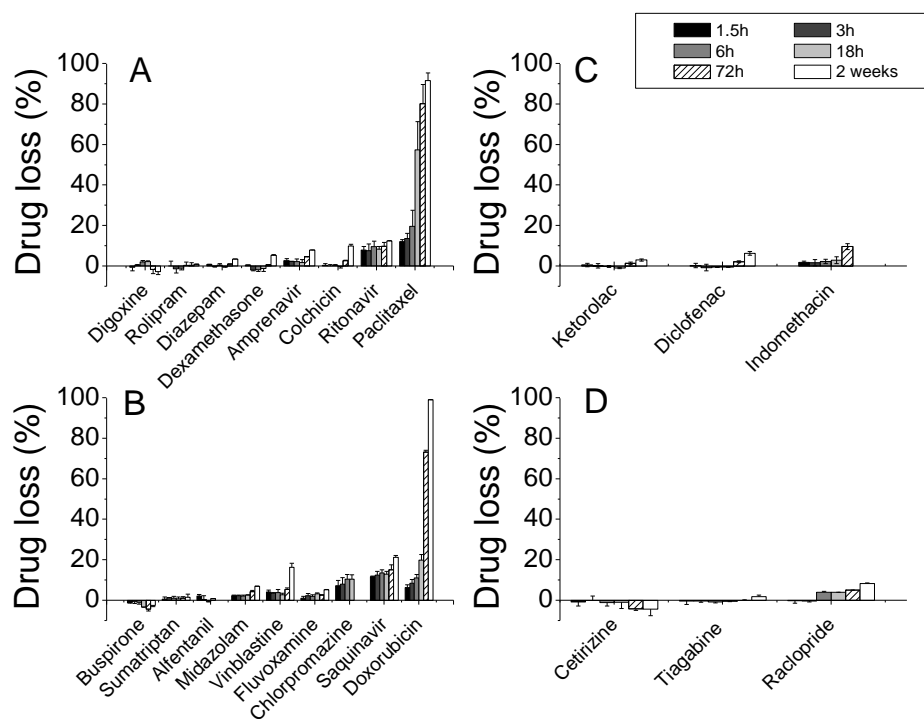 1.5h 3h
6h 18h
72h 2 weeks
A
Drug loss (%)
100
80
60
40
20
0
Digoxine
Rolipram
Diazepam
Dexamethasone
Amprenavir
Colchicin
Ritonavir
Paclitaxel
C
Drug loss (%)
100
80
60
40
20
0
Ketorolac
Diclofenac
Indomethacin
B
Drug loss (%)
100
80
60
40
20
0
Buspirone
Sumatriptan
Alfentanil
Midazolam
Vinblastine
Fluvoxamine
Chlorpromazine
Saquinavir
Doxorubicin
D
Drug loss (%)
100
80
60
40
20
0
Cetirizine
Tiagabine
Raclopride